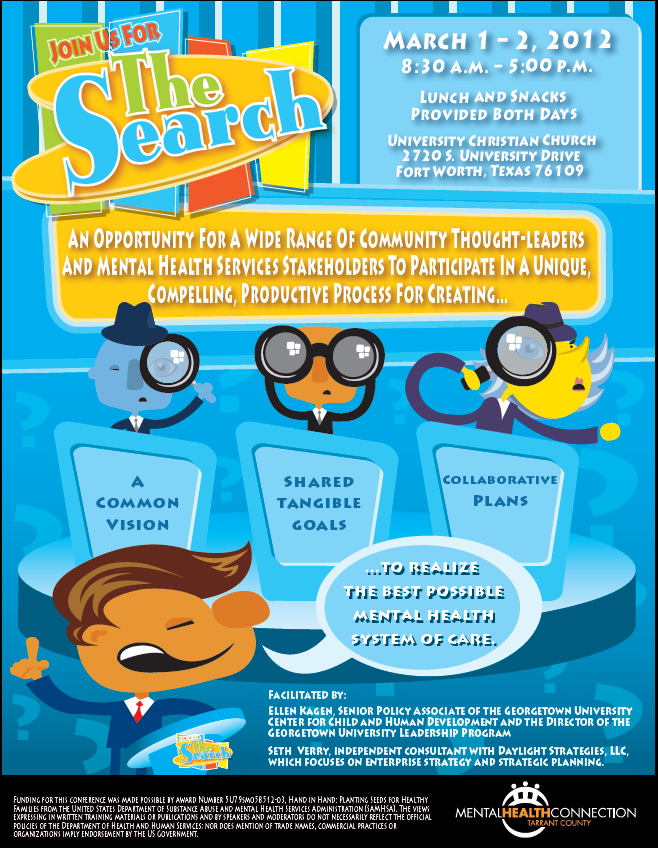 JOIN US FOR
The
Search
MARCH 1 – 2, 2012
8:30 A.M. – 5:00 P.M.
LUNCH AND SNACKS
PROVIDED BOTH DAYS
UNIVERSITY CHRISTIAN CHURCH
2720 S. UNIVERSITY DRIVE
FORT WORTH, TEXAS 76109
AN OPPORTUNITY FOR A WIDE RANGE OF COMMUNITY THOUGHT-LEADERS
AND MENTAL HEALTH SERVICES STAKEHOLDERS TO PARTICIPATE IN A UNIQUE,
COMPELLING, PRODUCTIVE PROCESS FOR CREATING...
A
COMMON
VISION
SHARED
TANGIBLE
GOALS
COLLABORATIVE
PLANS
...TO REALIZE
THE BEST POSSIBLE
MENTAL HEALTH
SYSTEM OF CARE.
The
Search
FACILITATED BY:
ELLEN KAGEN, SENIOR POLICY ASSOCIATE OF THE GEORGETOWN UNIVERSITY
CENTER FOR CHILD AND HUMAN DEVELOPMENT AND THE DIRECTOR OF THE
GEORGETOWN UNIVERSITY LEADERSHIP PROGRAM
SETH VERRY, INDEPENDENT CONSULTANT WITH DAYLIGHT STRATEGIES, LLC,
WHICH FOCUSES ON ENTERPRISE STRATEGY AND STRATEGIC PLANNING.
FUNDING FOR THIS CONFERENCE WAS MADE POSSIBLE BY AWARD NUMBER 5U79SM058512-03, HAND IN HAND: PLANTING SEEDS FOR HEALTHY
FAMILIES FROM THE UNITED STATES DEPARTMENT OF SUBSTANCE ABUSE AND MENTAL HEALTH SERVICES ADMINISTRATION (SAMHSA). THE VIEWS
EXPRESSED IN WRITTEN TRAINING MATERIALS OR PUBLICATIONS AND BY SPEAKERS AND MODERATORS DO NOT NECESSARILY REFLECT THE OFFICIAL
POLICIES OF THE DEPARTMENT OF HEALTH AND HUMAN SERVICES; NOR DOES MENTION OF TRADE NAMES, COMMERCIAL PRACTICES OR
ORGANIZATIONS IMPLY ENDORSEMENT BY THE US GOVERNMENT.
MENTALHEALTHCONNECTION
TARRANT COUNTY